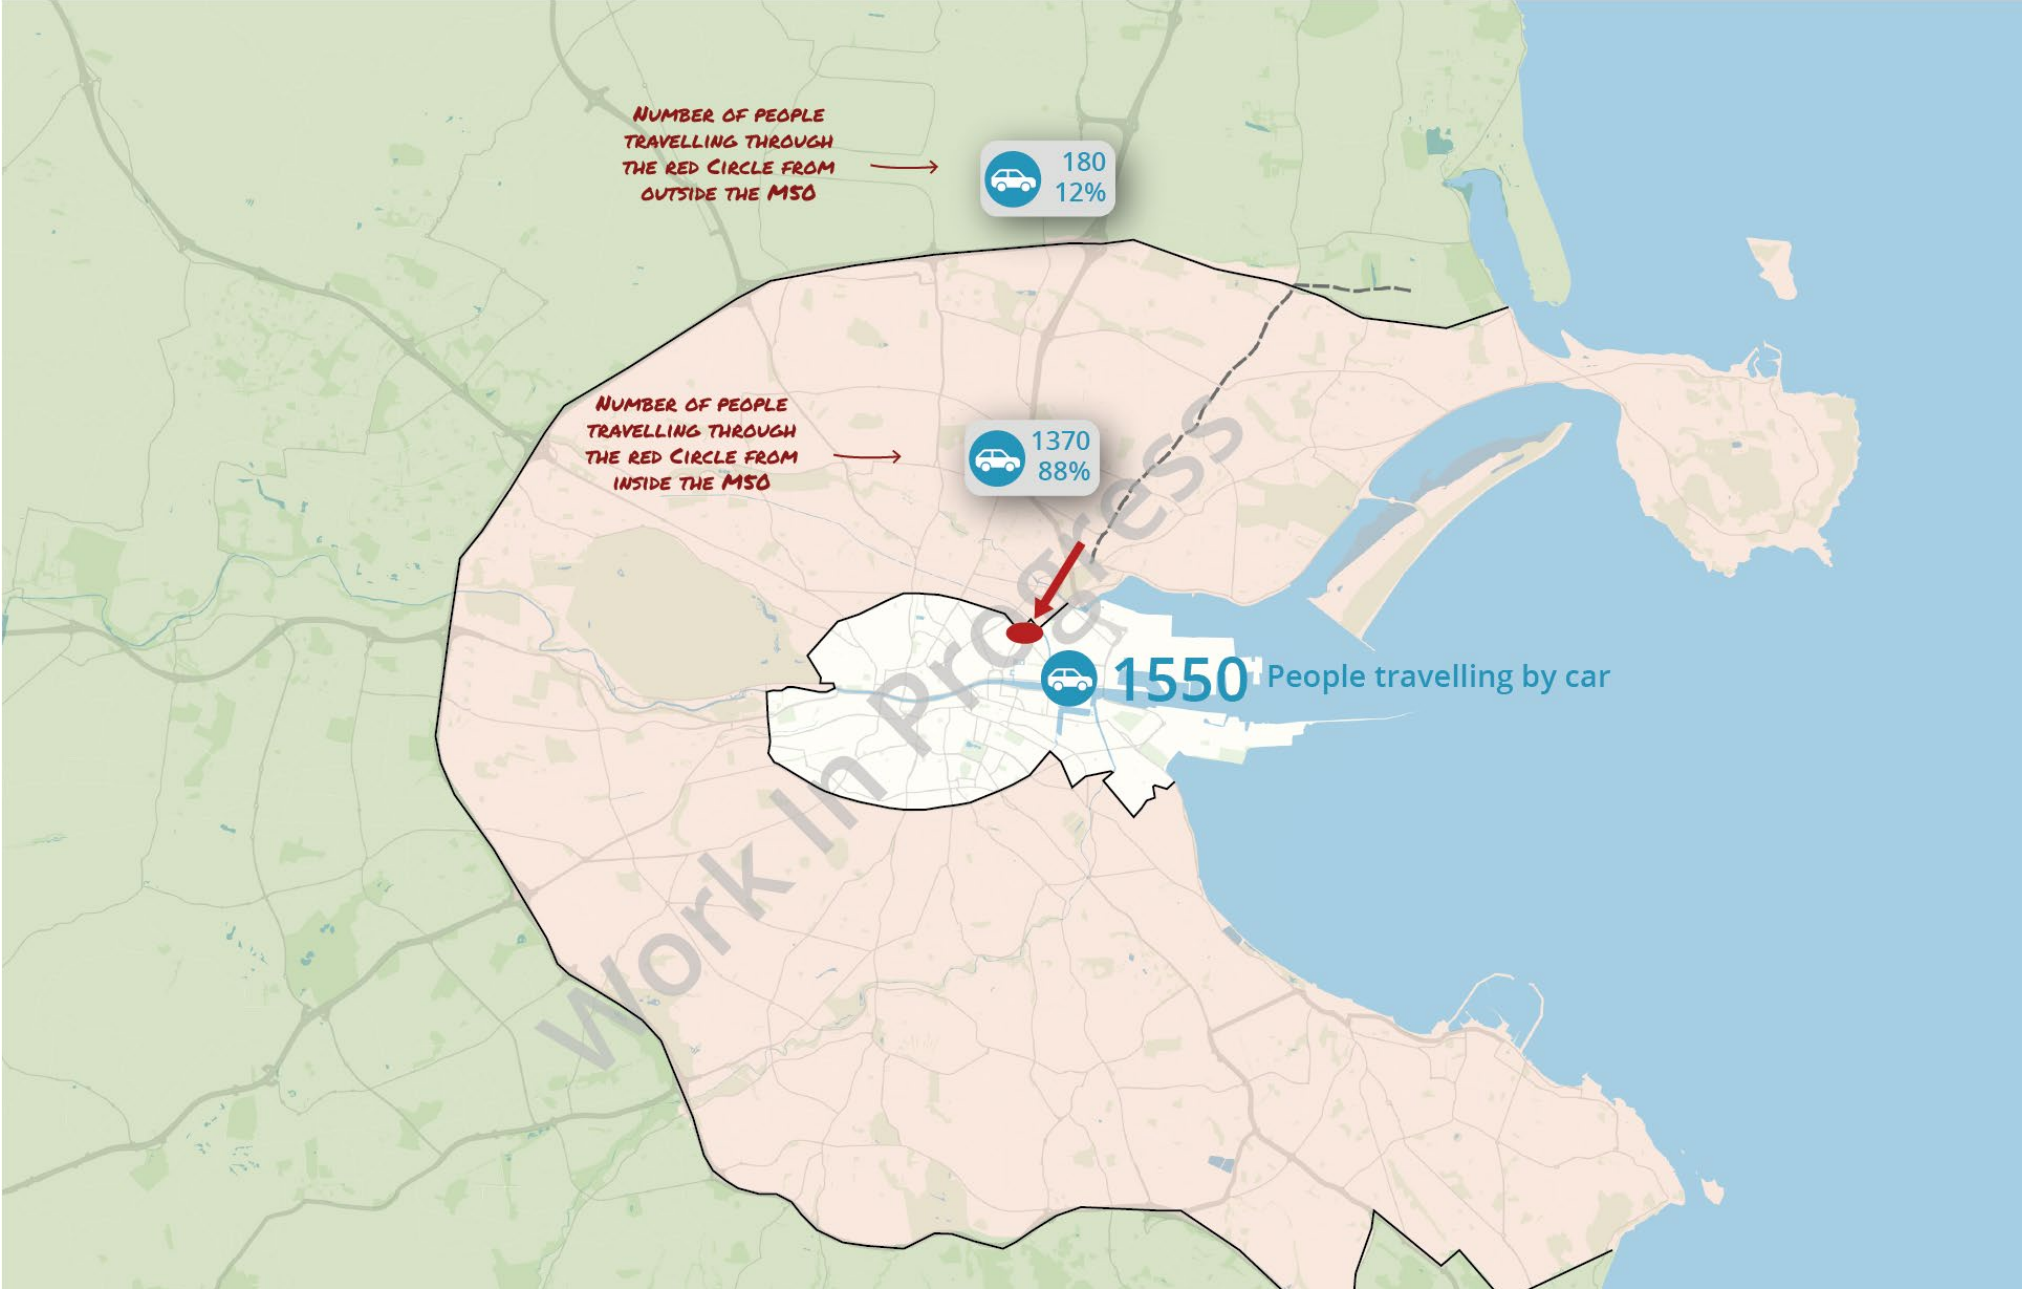 NUMBER OF PEOPLE
TRAVELLING THROUGH
THE RED CIRCLE FROM
OUTSIDE THE M50
180
12%
NUMBER OF PEOPLE
TRAVELLING THROUGH
THE RED CIRCLE FROM
INSIDE THE M50
1370
88%
1550 People travelling by car
Work In Progress